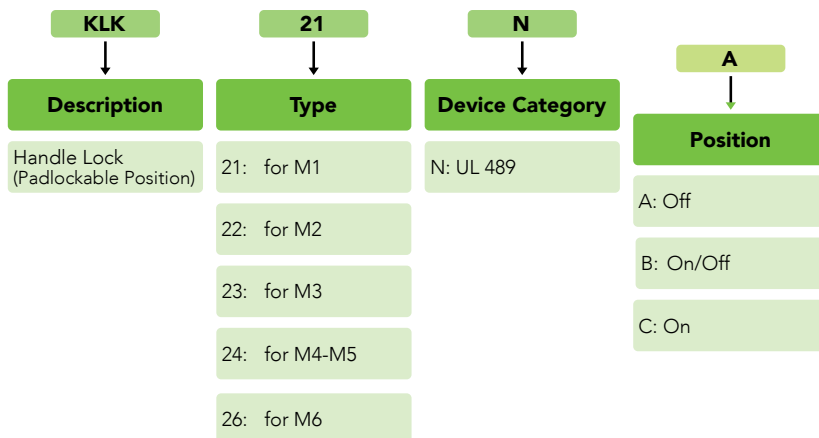 KLK
21
N
A
Description
Type
Device Category
Position
Handle Lock
(Padlockable Position)
21: for M1
22: for M2
23: for M3
24: for M4-M5
26: for M6
N: UL 489
A: Off
B: On/Off
C: On